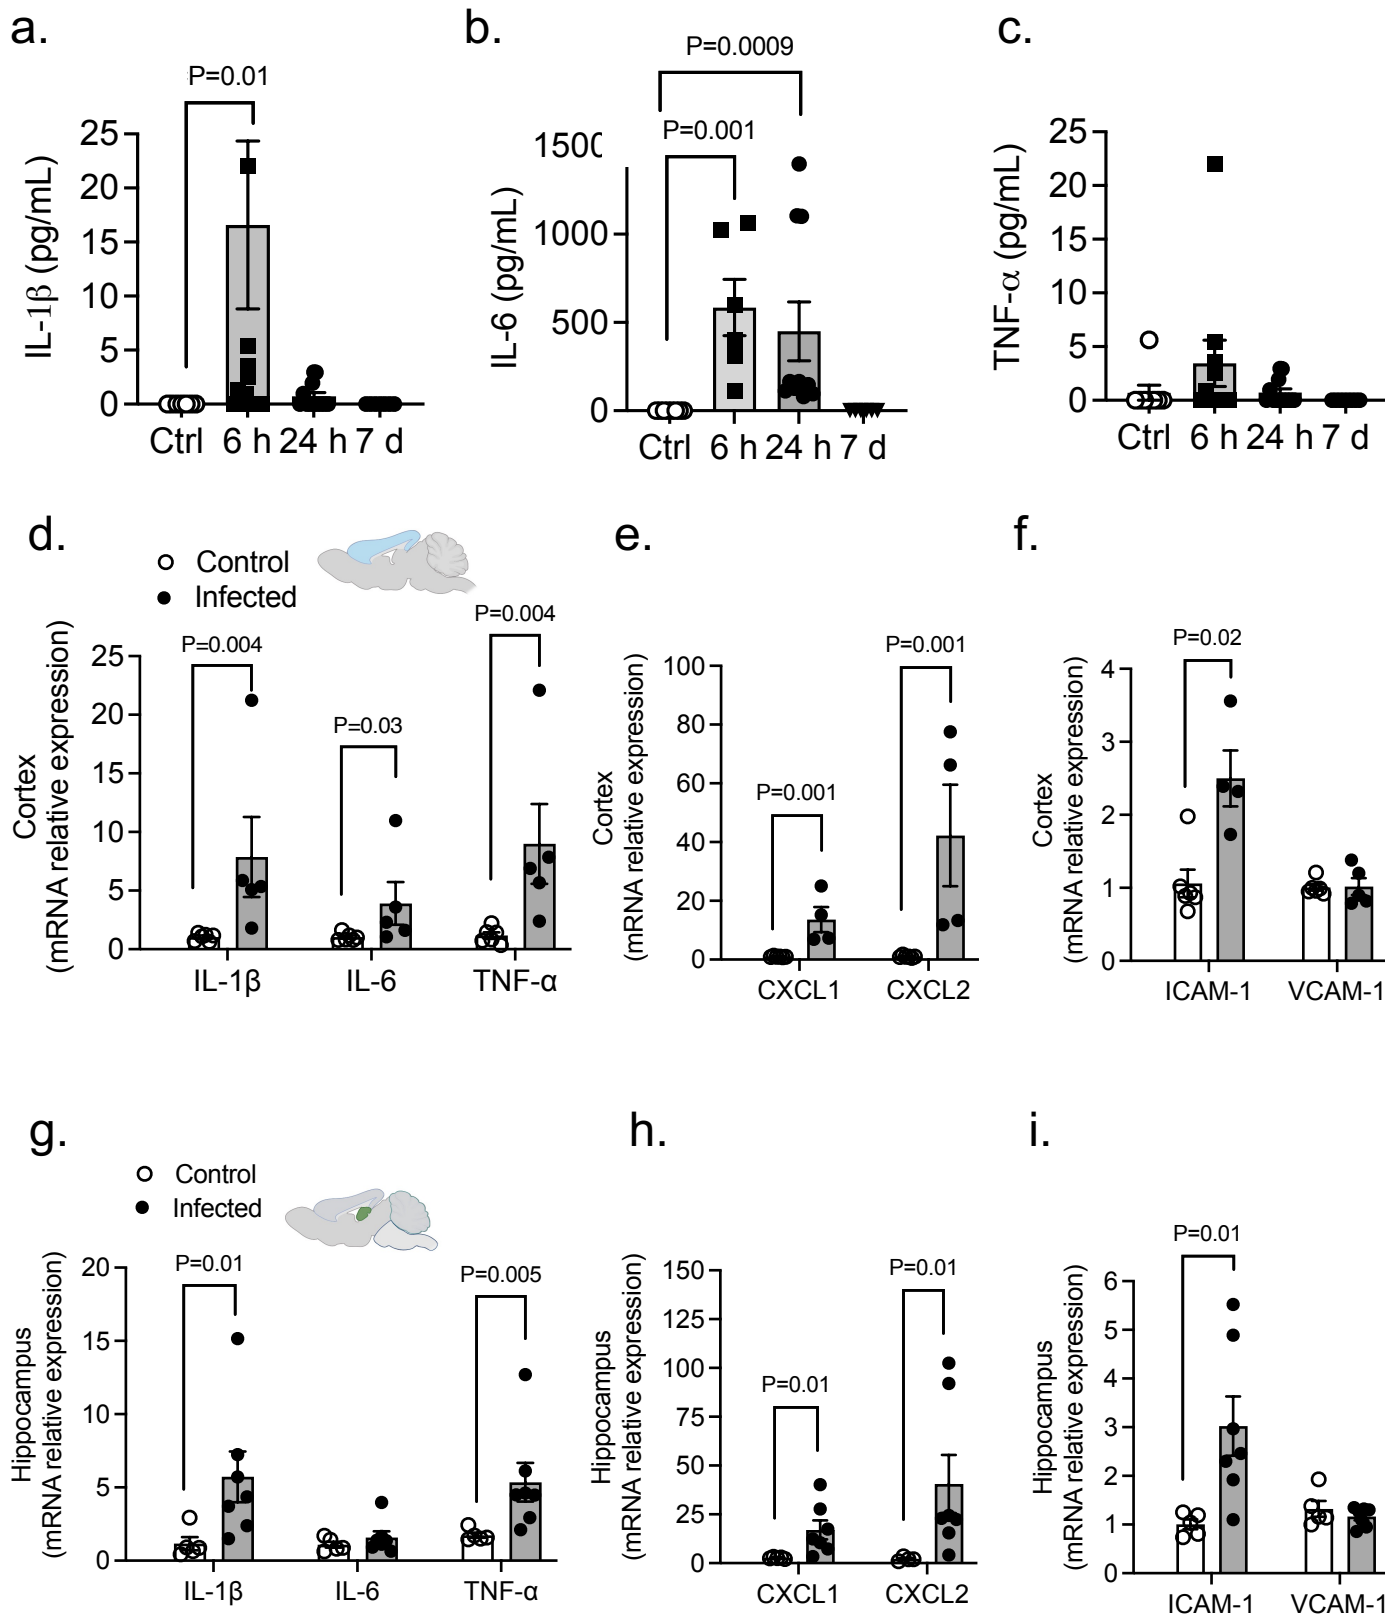 a.
b.
c.
P=0.01
P=0.0009
P=0.001
IL-1β (pg/mL)
25
20
15
10
5
0
Ctrl 6 h 24 h 7 d
IL-6 (pg/mL)
1500
1000
500
0
Ctrl 6 h 24 h 7 d
TNF-α (pg/mL)
25
20
15
10
5
0
Ctrl 6 h 24 h 7 d
d.
Control
Infected
P=0.004
P=0.03
P=0.004
Cortex
(mRNA relative expression)
25
20
15
10
5
0
IL-1β IL-6 TNF-α
e.
P=0.001
P=0.001
Cortex
(mRNA relative expression)
100
80
60
40
20
0
CXCL1 CXCL2
f.
P=0.02
Cortex
(mRNA relative expression)
4
3
2
1
0
ICAM-1 VCAM-1
g.
Control
Infected
P=0.01
P=0.005
Hippocampus
(mRNA relative expression)
20
15
10
5
0
IL-1β IL-6 TNF-α
h.
P=0.01
P=0.01
Hippocampus
(mRNA relative expression)
150
125
100
75
50
25
0
CXCL1 CXCL2
i.
P=0.01
Hippocampus
(mRNA relative expression)
6
5
4
3
2
1
0
ICAM-1 VCAM-1